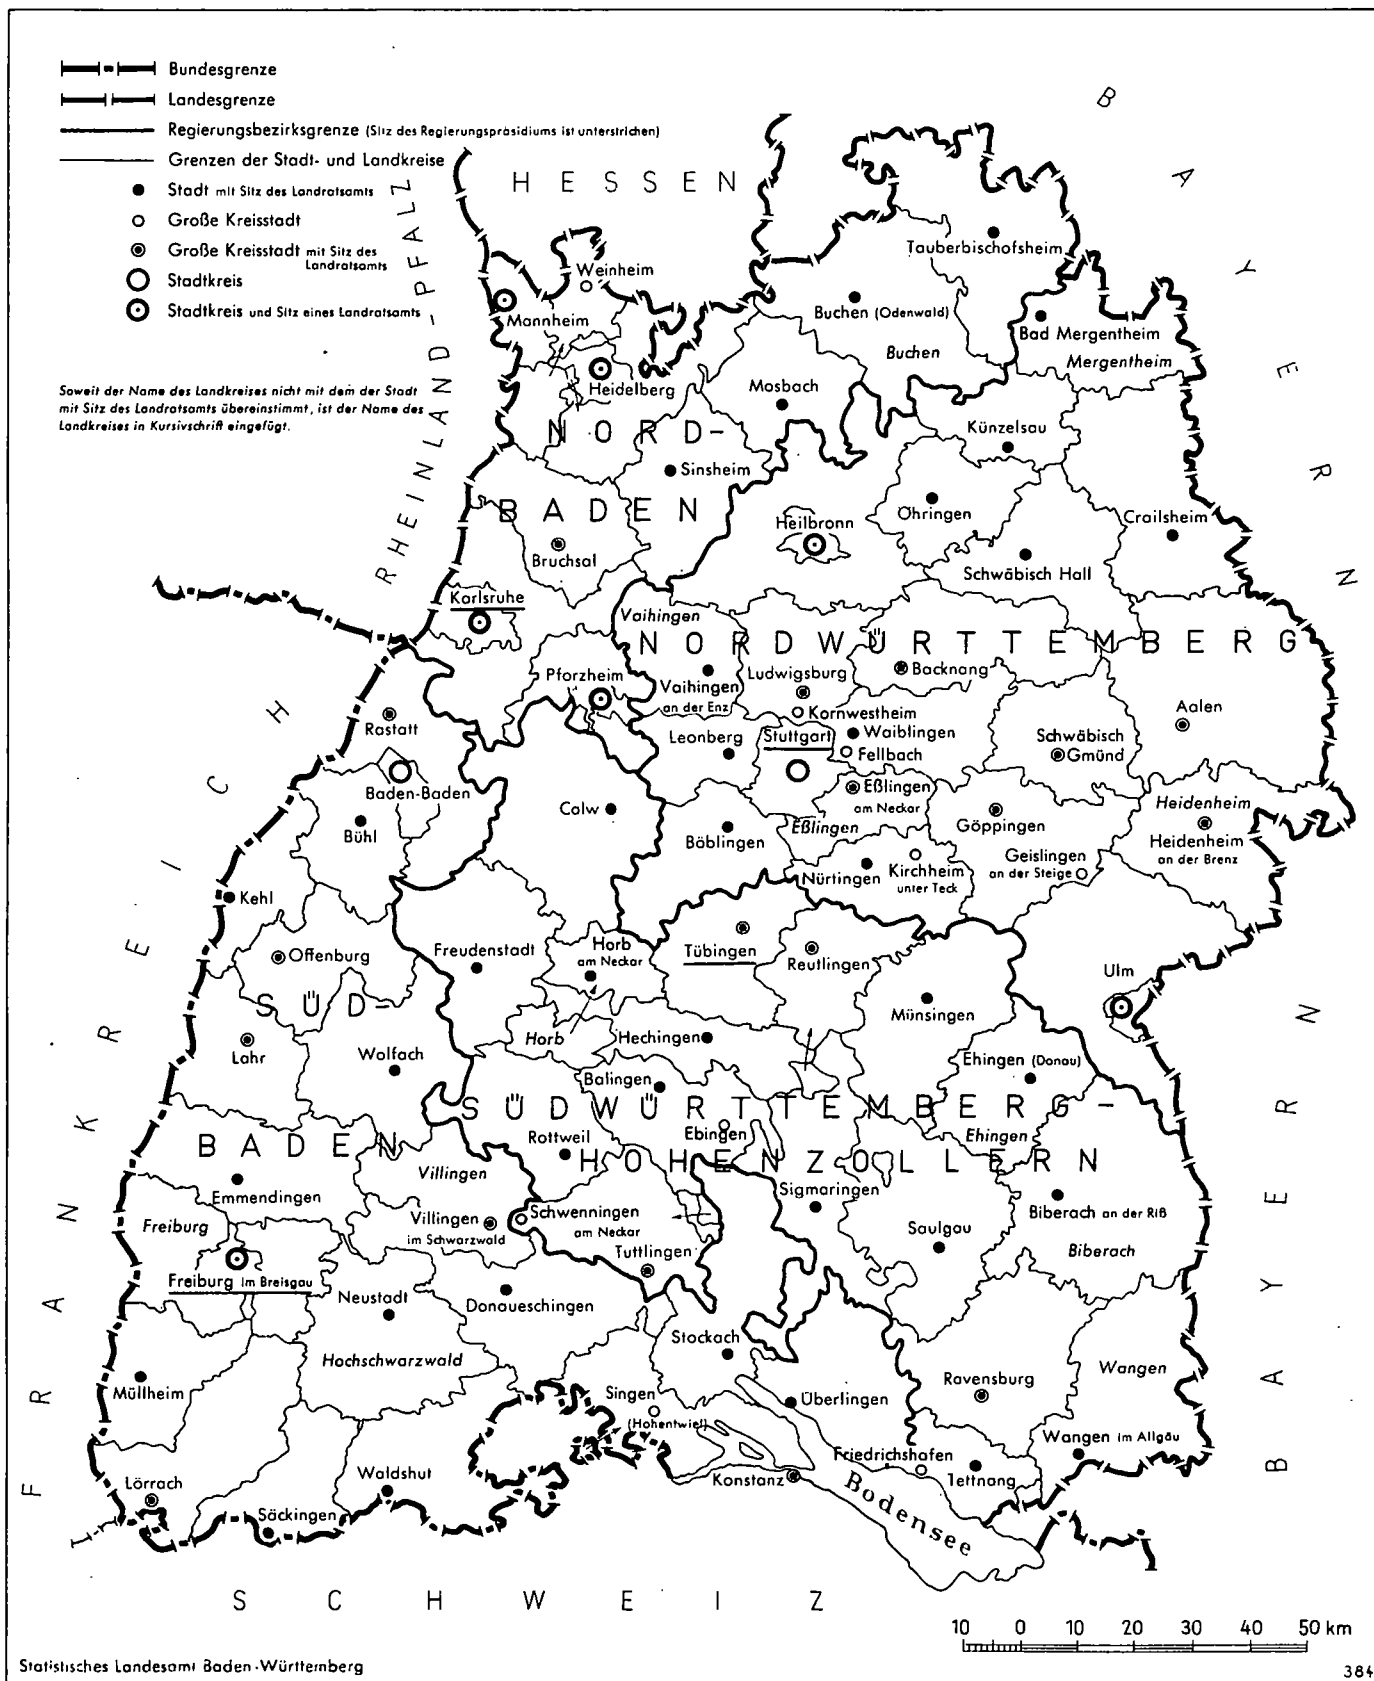 Bundesgrenze
Landesgrenze
Regierungsbezirksgrenze (Sitz des Regierungspräsidiums ist unterstrichen)
Grenzen der Stadt- und Landkreise
Stadt mit Sitz des Landratsamts
Große Kreisstadt
Große Kreisstadt mit Sitz des
Landratsamts
Stadtkreis
Stadtkreis und Sitz eines Landratsamts
Soweit der Name des Landkreises nicht mit dem der Stadt
mit Sitz des Landratsamts übereinstimmt, ist der Name des
Landkreises in Kursivschrift eingefügt.
HESSEN
BAYERN
RHEINLAND-PFALZ
Tauberbischofsheim
Weinheim
Mannheim
Buchen (Odenwald)
Buchen
Bad Mergentheim
Mergentheim
Heidelberg
Mosbach
Künzelsau
NORD-
Sinsheim
BADEN
Heilbronn
Öhringen
Crailsheim
Bruchsal
Schwäbisch Hall
Karlsruhe
Vaihingen
NORDWÜRTTEMBERG
Pforzheim
Vaihingen
an der Enz
Ludwigsburg
Backnang
Kornwestheim
Aalen
Rastatt
Leonberg
Stuttgart
Waiblingen
Fellbach
Schwäbisch
Gmünd
Baden-Baden
Eßlingen
am Neckar
Heidenheim
Calw
Bühl
Böblingen
Eßlingen
Göppingen
Heidenheim
an der Brenz
Nürtingen
Kirchheim
unter Teck
Geislingen
an der Steige
Kehl
FRANKREICH
Offenburg
Freudenstadt
Horb
am Neckar
Tübingen
Reutlingen
Ulm
SÜD-
Münsingen
BAYERN
Lahr
Wolfach
Horb
Hechingen
Ehingen (Donau)
Balingen
SÜDWÜRTTEMBERG-
BADEN
Rottweil
Ebingen
Ehingen
HOHENZOLLERN
Villingen
Emmendingen
Sigmaringen
Freiburg
Villingen
im Schwarzwald
Schwenningen
am Neckar
Saulgau
Biberach an der Riß
Biberach
Tuttlingen
Freiburg im Breisgau
Neustadt
Donaueschingen
Stockach
Hochschwarzwald
Müllheim
Ravensburg
Wangen
Singen
(Hohentwiel)
Überlingen
Wangen im Allgäu
Friedrichshafen
Tettnang
Konstanz
Lörrach
Waldshut
Säckingen
Bodensee
SCHWEIZ
10 0 10 20 30 40 50 km
Statistisches Landesamt Baden-Württemberg
384